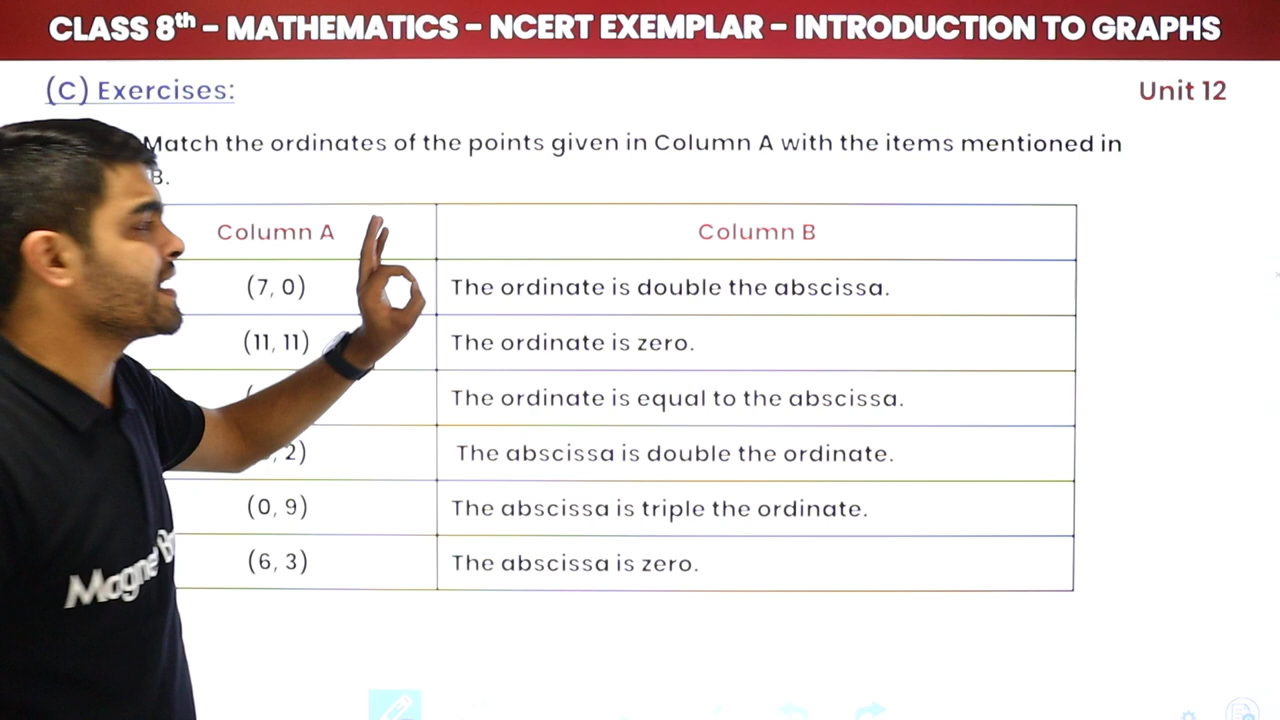 CLASS 8th - MATHEMATICS - NCERT EXEMPLAR - INTRODUCTION TO GRAPHS
(C) Exercises:
Unit 12
Match the ordinates of the points given in Column A with the items mentioned in
B.
Column A
Column B
(7, 0)
The ordinate is double the abscissa.
(11, 11)
The ordinate is zero.
(
The ordinate is equal to the abscissa.
, 2)
The abscissa is double the ordinate.
(0, 9)
The abscissa is triple the ordinate.
(6, 3)
The abscissa is zero.